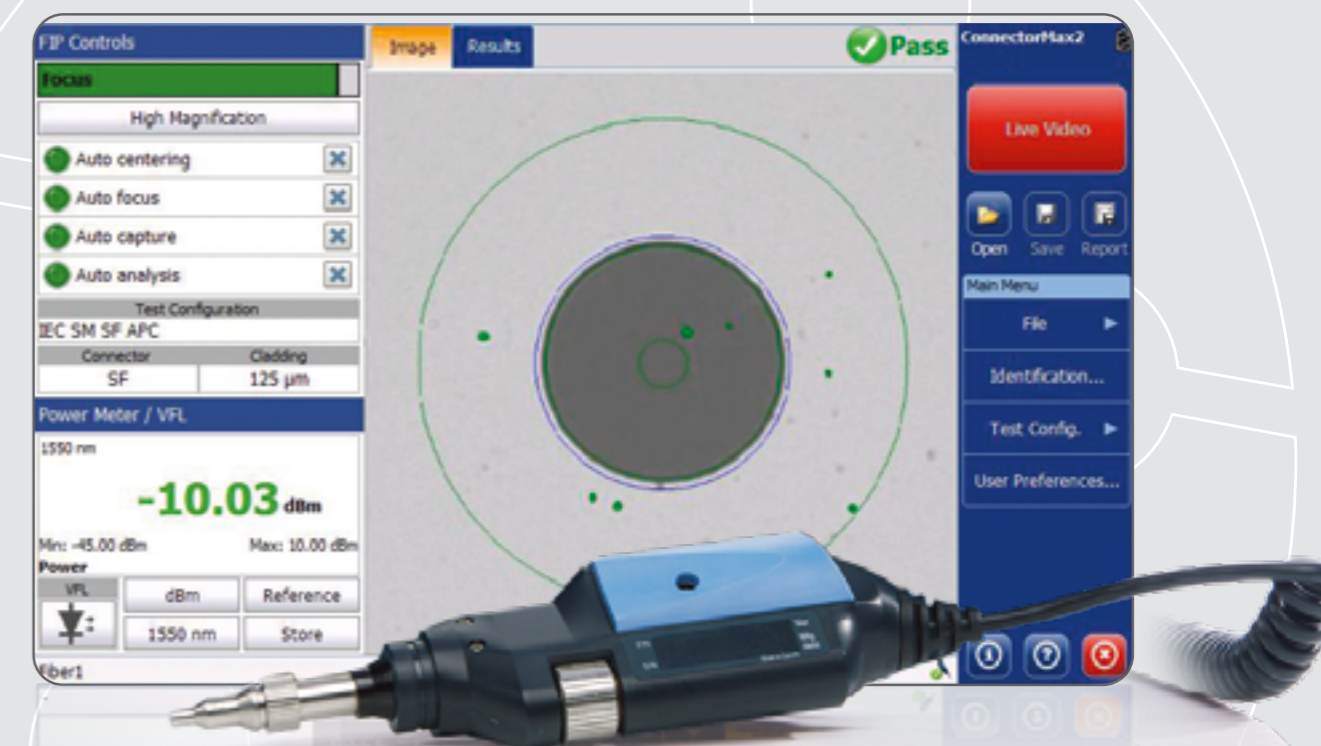 FIP Controls
Image
Results
Pass
ConnectorMax2
Focus
High Magnification
Live Video
Auto centering
Auto focus
Auto capture
Open
Save
Report
Auto analysis
Main Menu
Test Configuration
File
IEC SM SF APC
Connector
Cladding
SF
125 µm
Identification...
Power Meter / VFL
Test Config.
1550 nm
User Preferences...
-10.03 dBm
Min: -45.00 dBm
Max: 10.00 dBm
Power
VFL
dBm
Reference
1550 nm
Store
Fiber1